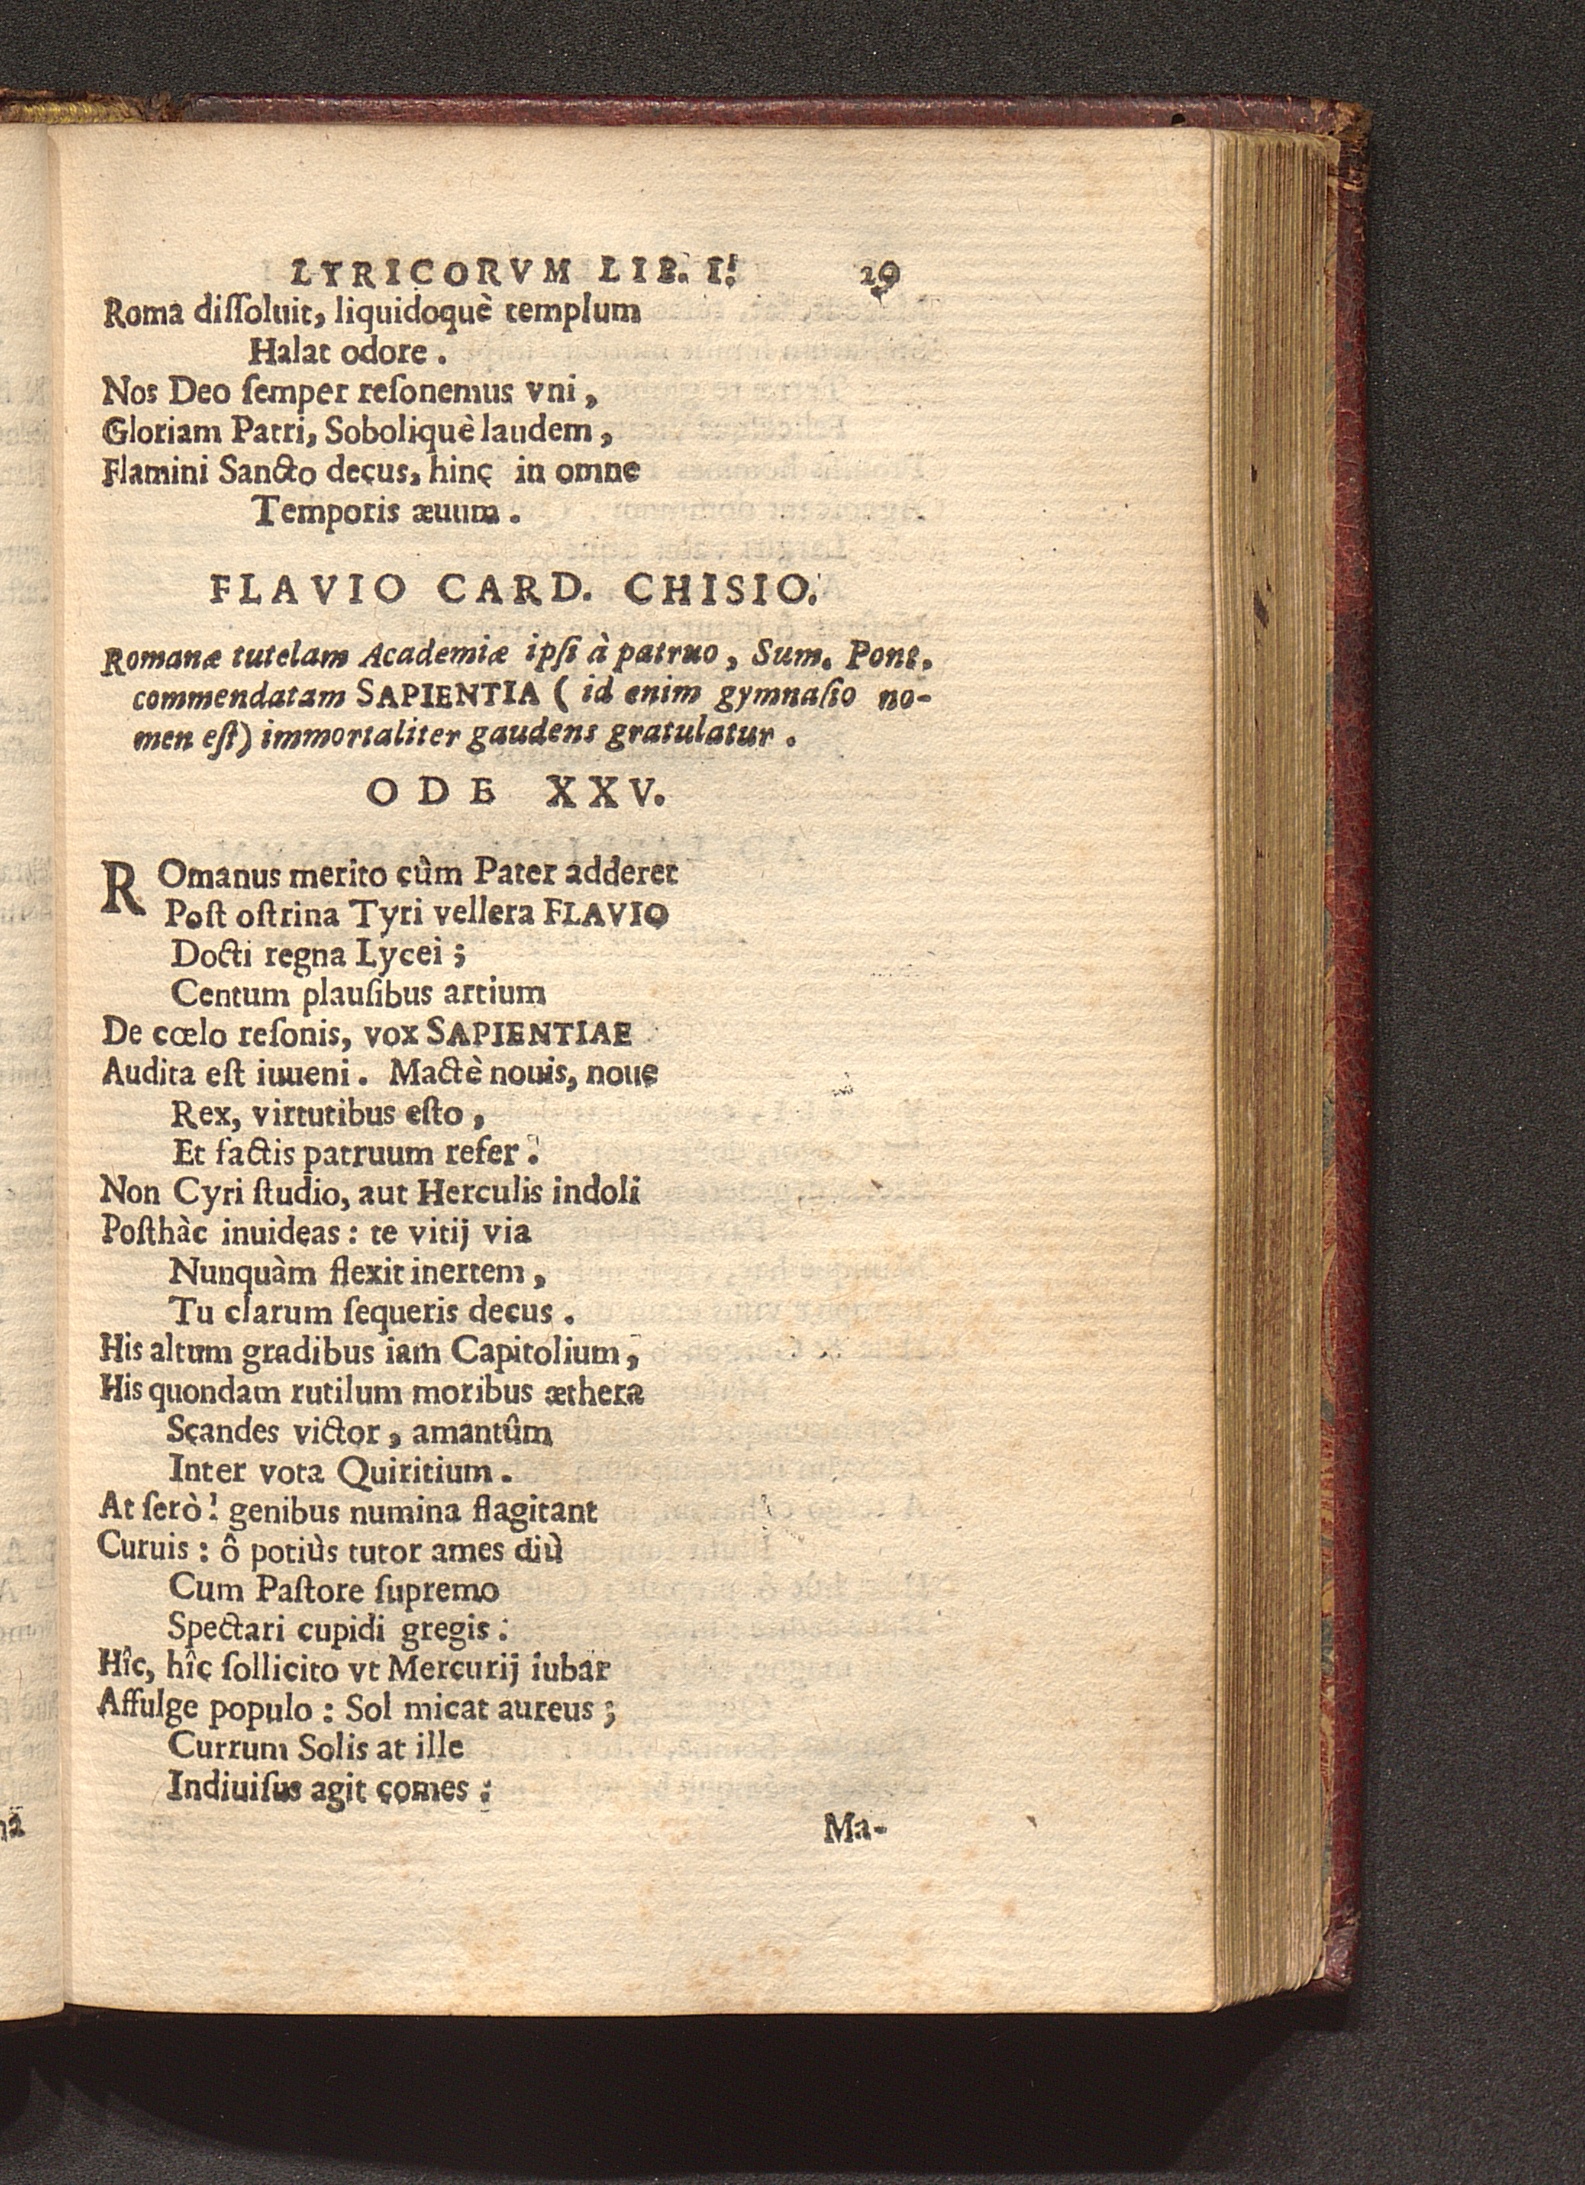 LYRICORVM LIB. I. 29
Roma dissoluit, liquidoquè templum
Halat odore.
Nos Deo ſemper reſonemus vni,
Gloriam Patri, Soboliquè laudem,
Flamini Sancto decus, hinc in omne
Temporis æuum.
FLAVIO CARD. CHISIO.
Romanæ tutelam Academiæ ipſi à patruo, Sum. Pont.
commendatam SAPIENTIA ( id enim gymnaſio no-
men eſt) immortaliter gaudens gratulatur.
ODE XXV.
ROmanus merito cùm Pater adderet
Poſt oſtrina Tyri vellera FLAVIO
Docti regna Lycei;
Centum plauſibus artium
De cœlo reſonis, vox SAPIENTIAE
Audita eſt iuueni. Mactè nouis, noue
Rex, virtutibus eſto,
Et factis patruum refer.
Non Cyri ſtudio, aut Herculis indoli
Poſthàc inuideas: te vitij via
Nunquàm flexit inertem,
Tu clarum ſequeris decus.
His altum gradibus iam Capitolium,
His quondam rutilum moribus æthera
Scandes victor, amantûm
Inter vota Quiritium.
At ſerò! genibus numina flagitant
Curuis: ô potiùs tutor ames diù
Cum Paſtore ſupremo
Spectari cupidi gregis:
Hîc, hîc ſollicito vt Mercurij iubar
Affulge populo: Sol micat aureus;
Currum Solis at ille
Indiuiſus agit comes:
Ma-